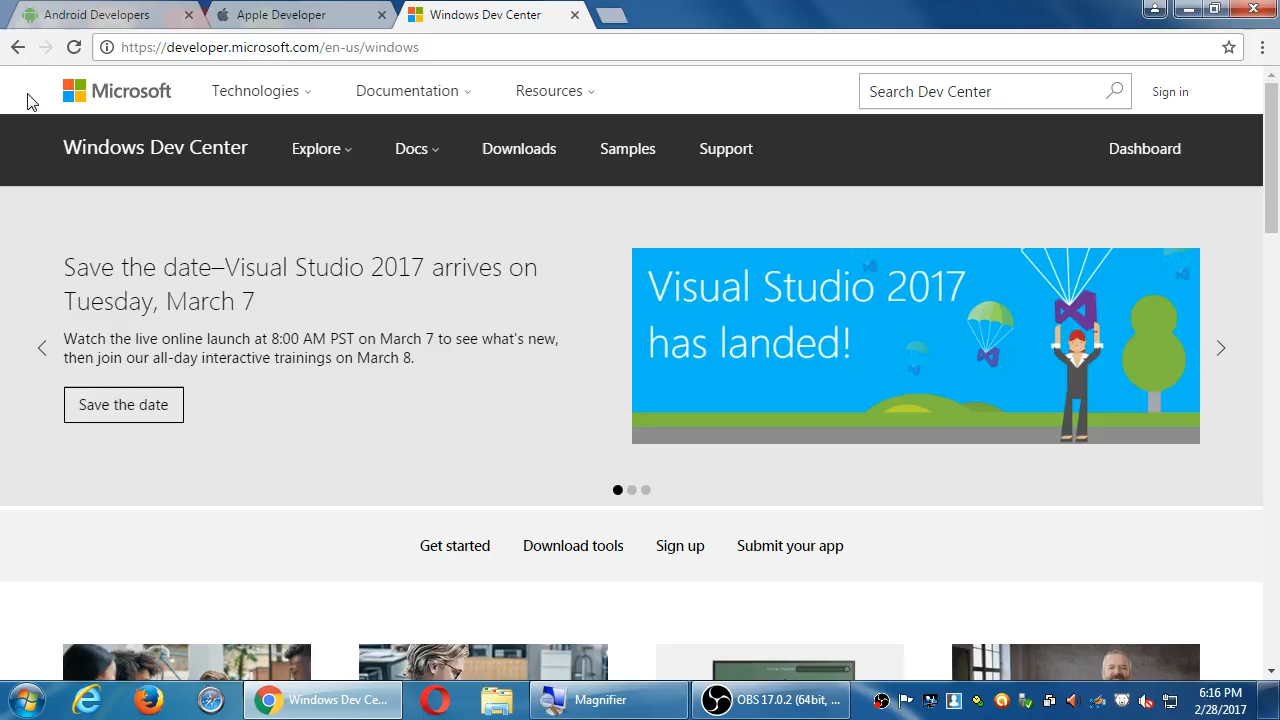 Android Developers
Apple Developer
Windows Dev Center
https://developer.microsoft.com/en-us/windows
Microsoft
Technologies
Documentation
Resources
Search Dev Center
Sign in
Windows Dev Center
Explore
Docs
Downloads
Samples
Support
Dashboard
Save the date–Visual Studio 2017 arrives on
Tuesday, March 7
Watch the live online launch at 8:00 AM PST on March 7 to see what's new,
then join our all-day interactive trainings on March 8.
Save the date
Visual Studio 2017
has landed!
Get started
Download tools
Sign up
Submit your app
Windows Dev Ce...
Magnifier
OBS 17.0.2 (64bit, ...
6:16 PM
2/28/2017